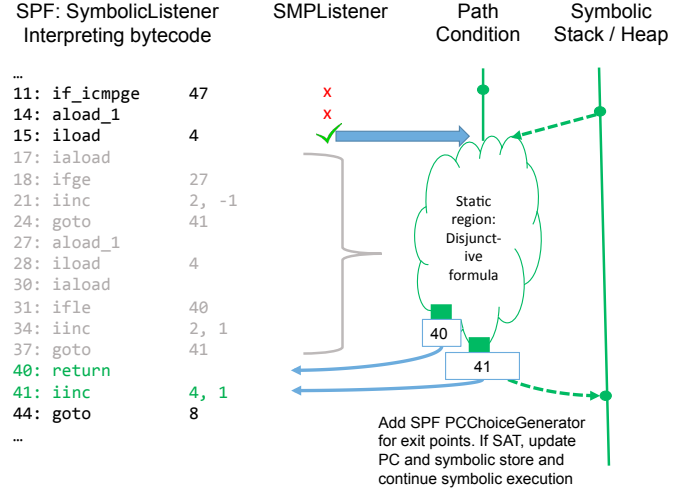 SPF: SymbolicListener
Interpreting bytecode
SMPListener
Path
Condition
Symbolic
Stack / Heap
…
11: if_icmpge 47
x
14: aload_1
x
15: iload 4
17: iaload
18: ifge 27
21: iinc 2, -1
24: goto 41
27: aload_1
28: iload 4
30: iaload
31: ifle 40
34: iinc 2, 1
37: goto 41
40: return
41: iinc 4, 1
44: goto 8
…
Static
region:
Disjunct-
ive
formula
40
41
Add SPF PCChoiceGenerator
for exit points. If SAT, update
PC and symbolic store and
continue symbolic execution